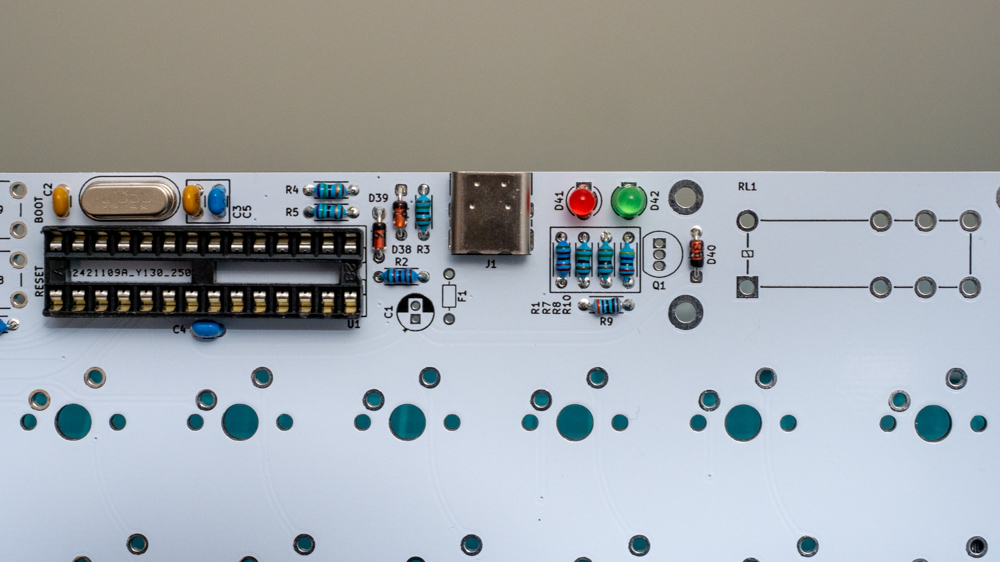 C2
BOOT
RESET
C3
C5
R4
R5
D39
D38
R3
R2
J1
D41
D42
RL1
D40
Q1
2421109A_Y130_250
U1
C4
C1
F1
R1
R7
R8
R10
R9